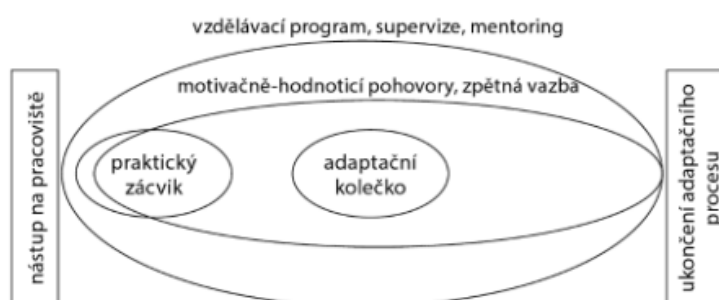 vzdělávací program, supervize, mentoring
motivačně-hodnoticí pohovory, zpětná vazba
nástup na pracoviště
praktický
zácvik
adaptační
kolečko
ukončení adaptačního
procesu